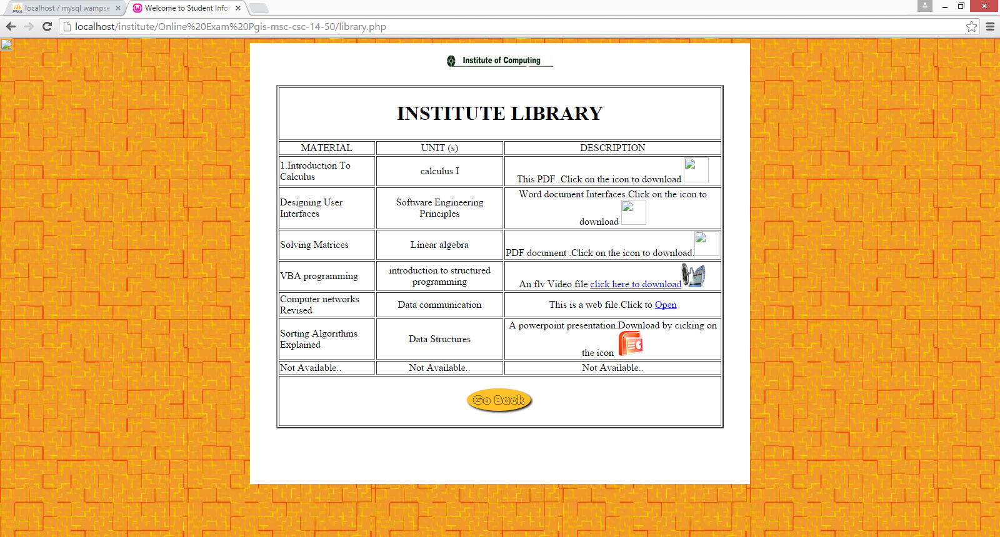 localhost / mysql wampse
Welcome to Student Infor
localhost/institute/Online%20Exam%20Pgis-msc-csc-14-50/library.php
Institute of Computing
INSTITUTE LIBRARY
MATERIAL UNIT (s) DESCRIPTION
1.Introduction To
Calculus
calculus I
This PDF .Click on the icon to download
Designing User
Interfaces
Software Engineering
Principles
Word document Interfaces.Click on the icon to
download
Solving Matrices
Linear algebra
PDF document .Click on the icon to download.
VBA programming
introduction to structured
programming
An flv Video file click here to download
Computer networks
Revised
Data communication
This is a web file.Click to Open
Sorting Algorithms
Explained
Data Structures
A powerpoint presentation.Download by cicking on
the icon
Not Available.. Not Available.. Not Available..
Go Back